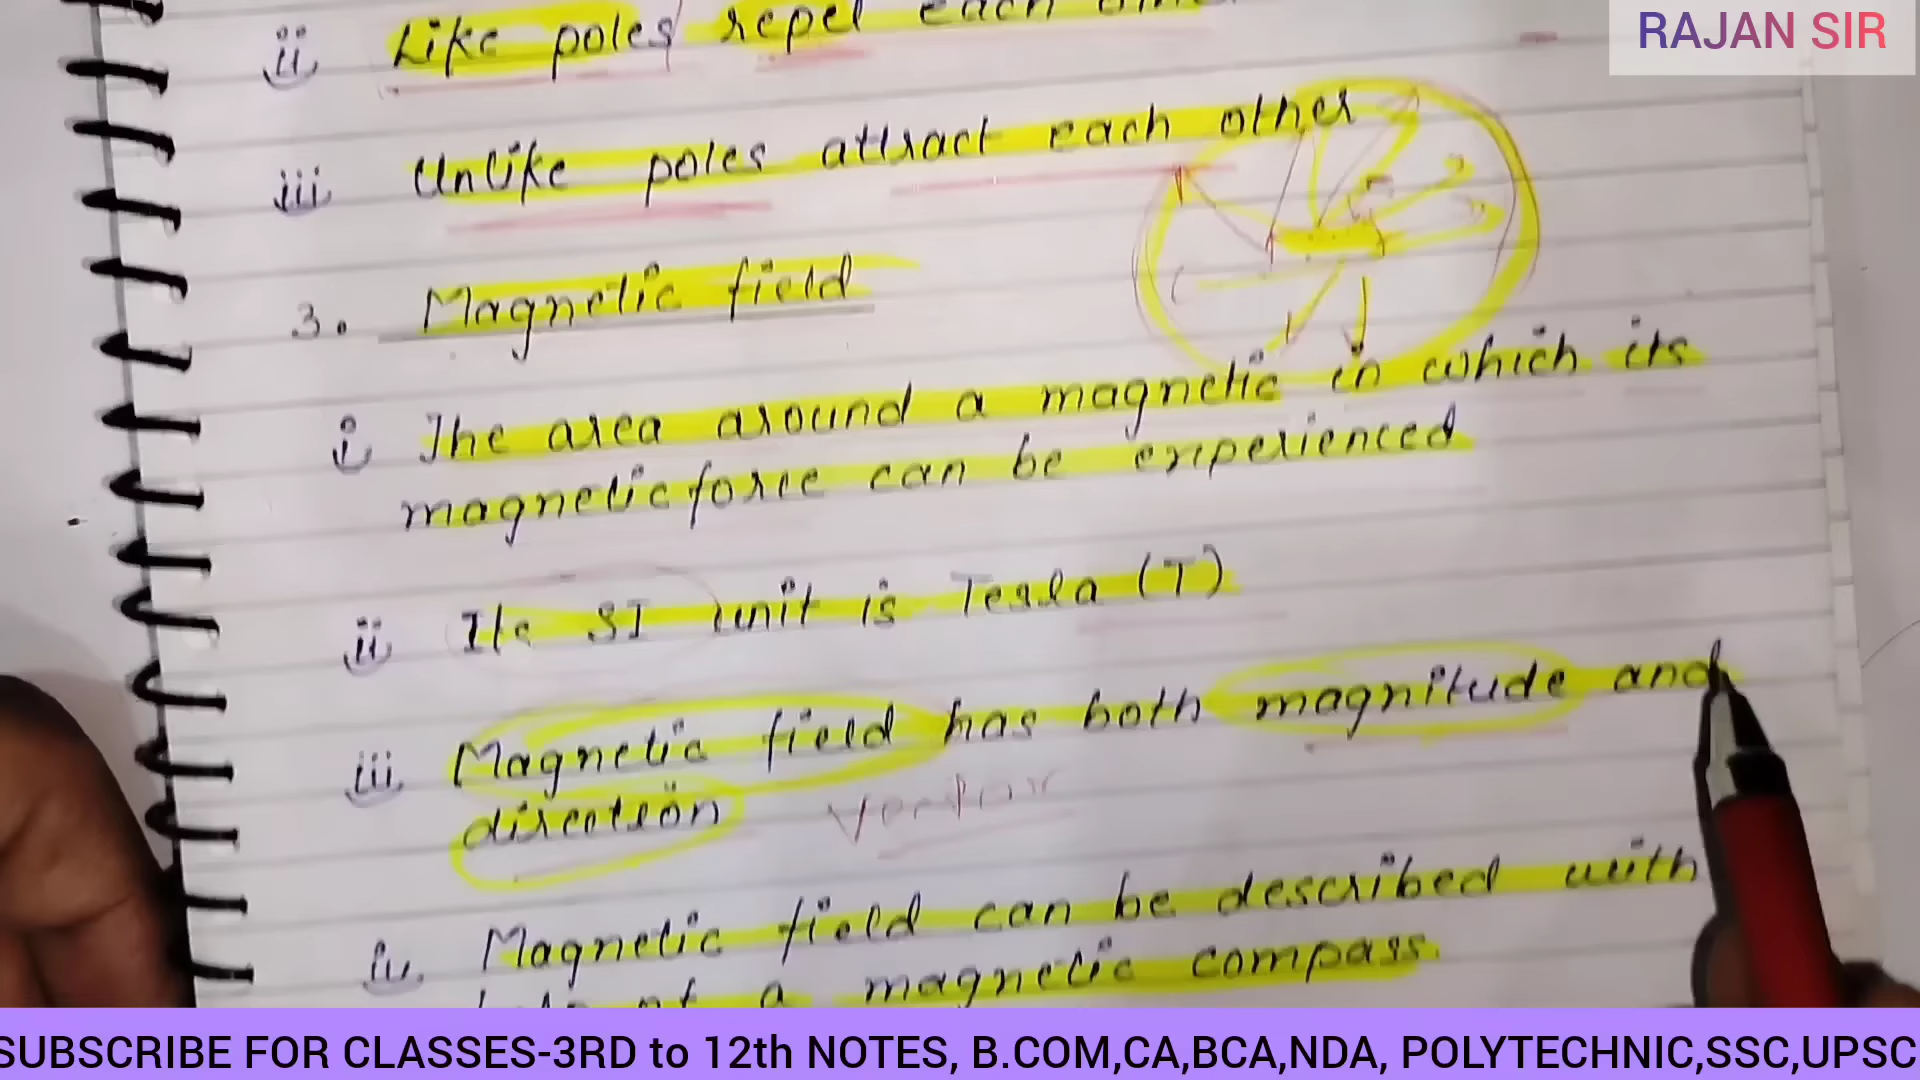 RAJAN SIR
ii Like poles repel each
iii Unlike poles attract each other
3. Magnetic field
i The area around a magnetic in which its
magnetic force can be experienced
ii Its SI unit is Tesla (T)
iii Magnetic field has both magnitude and
direction
iv. Magnetic field can be described with
of a magnetic compass.
SUBSCRIBE FOR CLASSES-3RD to 12th NOTES, B.COM,CA,BCA,NDA, POLYTECHNIC,SSC,UPSC